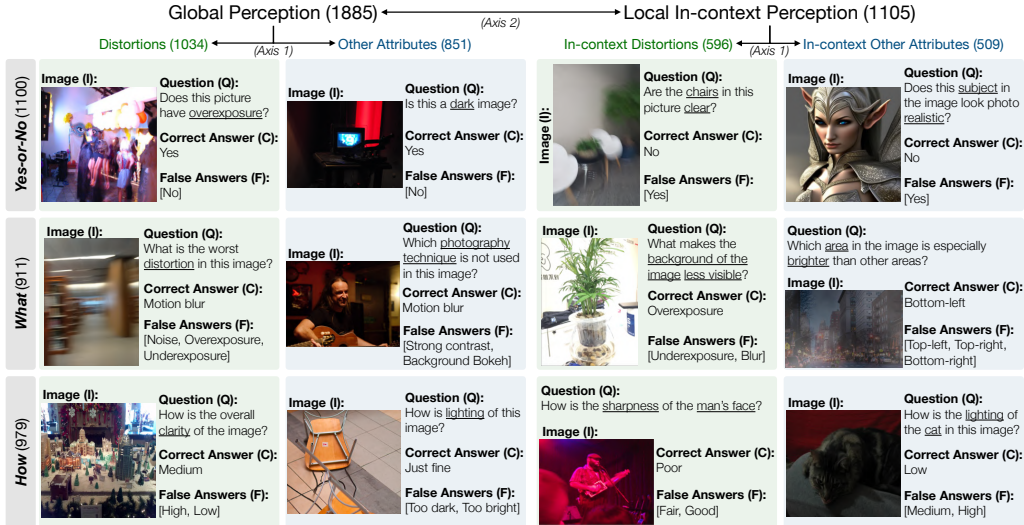 Global Perception (1885)
(Axis 2)
Local In-context Perception (1105)
Distortions (1034)
(Axis 1)
Other Attributes (851)
In-context Distortions (596)
(Axis 1)
In-context Other Attributes (509)
Yes-or-No (1100)
Image (I):
Question (Q):
Does this picture
have overexposure?
Correct Answer (C):
Yes
False Answers (F):
[No]
Image (I):
Question (Q):
Is this a dark image?
Correct Answer (C):
Yes
False Answers (F):
[No]
Image (I):
Question (Q):
Are the chairs in this
picture clear?
Correct Answer (C):
No
False Answers (F):
[Yes]
Image (I):
Question (Q):
Does this subject in
the image look photo
realistic?
Correct Answer (C):
No
False Answers (F):
[Yes]
What (911)
Image (I):
Question (Q):
What is the worst
distortion in this image?
Correct Answer (C):
Motion blur
False Answers (F):
[Noise, Overexposure,
Underexposure]
Image (I):
Question (Q):
Which photography
technique is not used
in this image?
Correct Answer (C):
Motion blur
False Answers (F):
[Strong contrast,
Background Bokeh]
Image (I):
Question (Q):
What makes the
background of the
image less visible?
Correct Answer (C):
Overexposure
False Answers (F):
[Underexposure, Blur]
Question (Q):
Which area in the image is especially
brighter than other areas?
Image (I):
Correct Answer (C):
Bottom-left
False Answers (F):
[Top-left, Top-right,
Bottom-right]
How (979)
Image (I):
Question (Q):
How is the overall
clarity of the image?
Correct Answer (C):
Medium
False Answers (F):
[High, Low]
Image (I):
Question (Q):
How is lighting of this
image?
Correct Answer (C):
Just fine
False Answers (F):
[Too dark, Too bright]
Question (Q):
How is the sharpness of the man's face?
Image (I):
Correct Answer (C):
Poor
False Answers (F):
[Fair, Good]
Image (I):
Question (Q):
How is the lighting of
the cat in this image?
Correct Answer (C):
Low
False Answers (F):
[Medium, High]